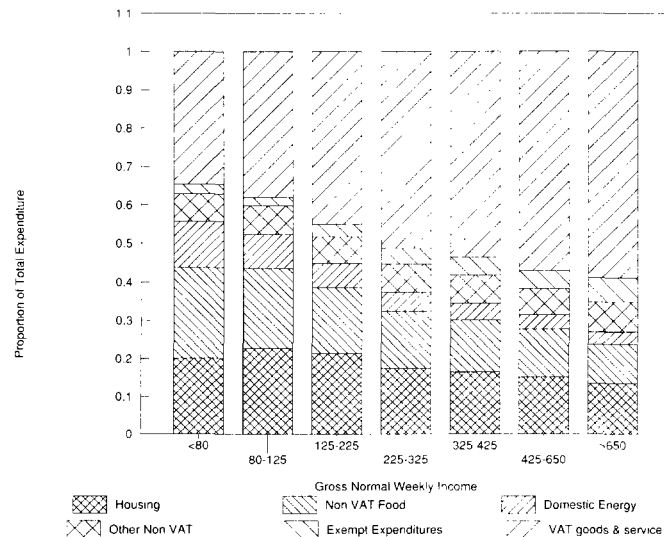 1.1
1
0.9
0.8
0.7
0.6
0.5
0.4
0.3
0.2
0.1
0
Proportion of Total Expenditure
<80
80-125
125-225
225-325
325 425
425-650
>650
Gross Normal Weekly Income
Housing
Non VAT Food
Domestic Energy
Other Non VAT
Exempt Expenditures
VAT goods & service